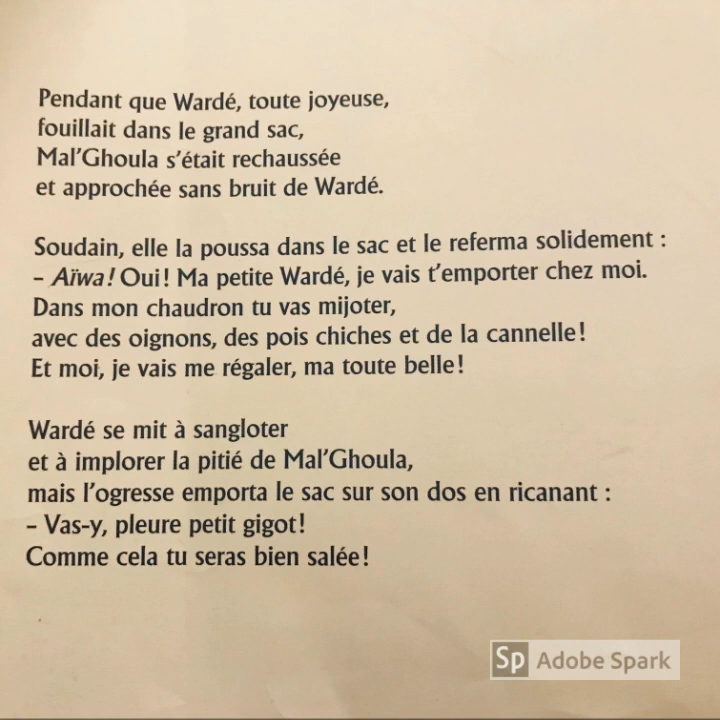 Pendant que Wardé, toute joyeuse,
fouillait dans le grand sac,
Mal'Ghoula s'était rechaussée
et approchée sans bruit de Wardé.
Soudain, elle la poussa dans le sac et le referma solidement :
– Aïwa ! Oui ! Ma petite Wardé, je vais t'emporter chez moi.
Dans mon chaudron tu vas mijoter,
avec des oignons, des pois chiches et de la cannelle !
Et moi, je vais me régaler, ma toute belle !
Wardé se mit à sangloter
et à implorer la pitié de Mal'Ghoula,
mais l'ogresse emporta le sac sur son dos en ricanant :
– Vas-y, pleure petit gigot !
Comme cela tu seras bien salée !
Sp Adobe Spark